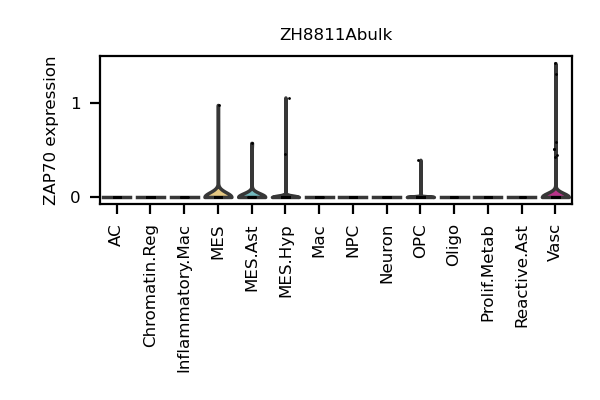 ZH8811Abulk
ZAP70 expression
1
0
AC
Chromatin.Reg
Inflammatory.Mac
MES
MES.Ast
MES.Hyp
Mac
NPC
Neuron
OPC
Oligo
Prolif.Metab
Reactive.Ast
Vasc